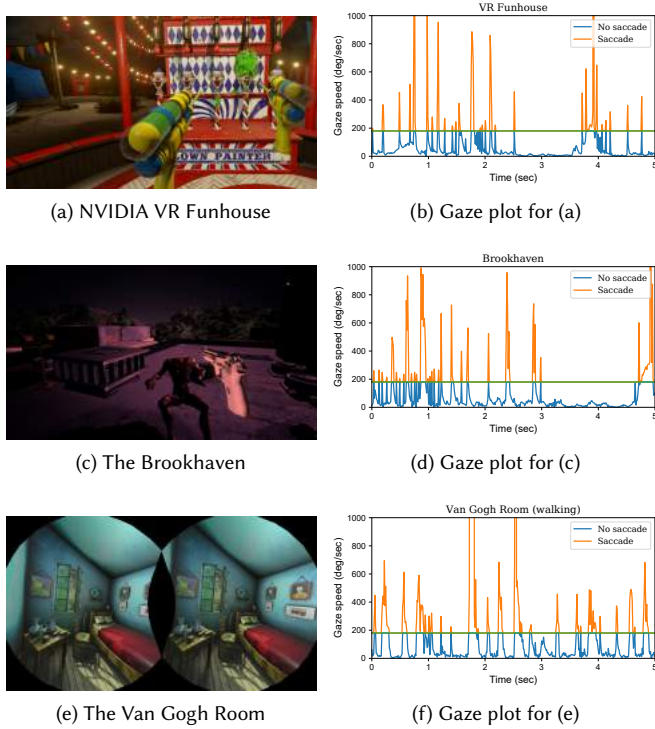 CLOWN PAINTER
(a) NVIDIA VR Funhouse
VR Funhouse
1000
800
600
400
200
0
Gaze speed (deg/sec)
No saccade
Saccade
0 1 2 3 4 5
Time (sec)
(b) Gaze plot for (a)
(c) The Brookhaven
Brookhaven
1000
800
600
400
200
0
Gaze speed (deg/sec)
No saccade
Saccade
0 1 2 3 4 5
Time (sec)
(d) Gaze plot for (c)
(e) The Van Gogh Room
Van Gogh Room (walking)
1000
800
600
400
200
0
Gaze speed (deg/sec)
No saccade
Saccade
0 1 2 3 4 5
Time (sec)
(f) Gaze plot for (e)